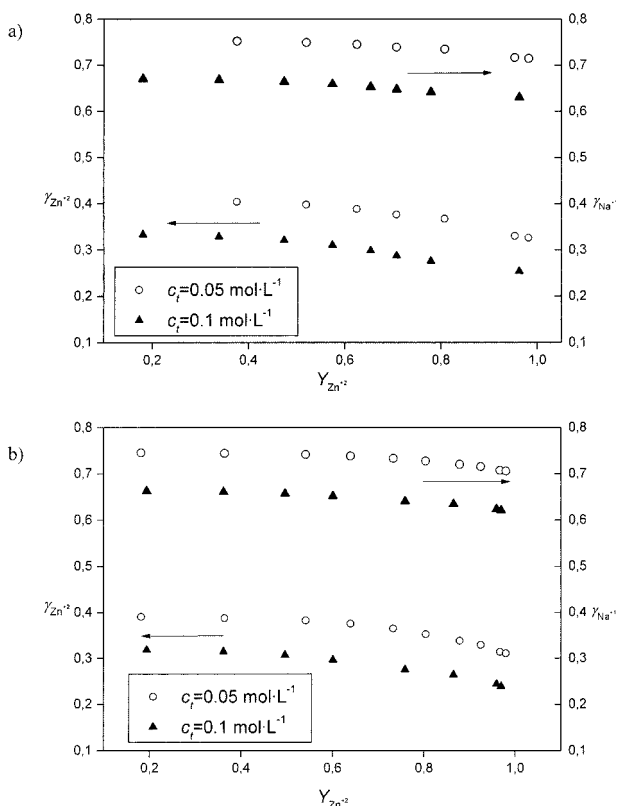 a)
0,8 0,8
0,7 0,7
0,6 0,6
0,5 0,5
γZn+2 0,4 0,4 γNa+1
0,3 0,3
0,2 0,2
0,1 0,1
ct=0.05 mol·L-1
ct=0.1 mol·L-1
0,2 0,4 0,6 0,8 1,0
YZn+2
b)
0,8 0,8
0,7 0,7
0,6 0,6
0,5 0,5
γZn+2 0,4 0,4 γNa+1
0,3 0,3
0,2 0,2
0,1 0,1
ct=0.05 mol·L-1
ct=0.1 mol·L-1
0,2 0,4 0,6 0,8 1,0
YZn+2